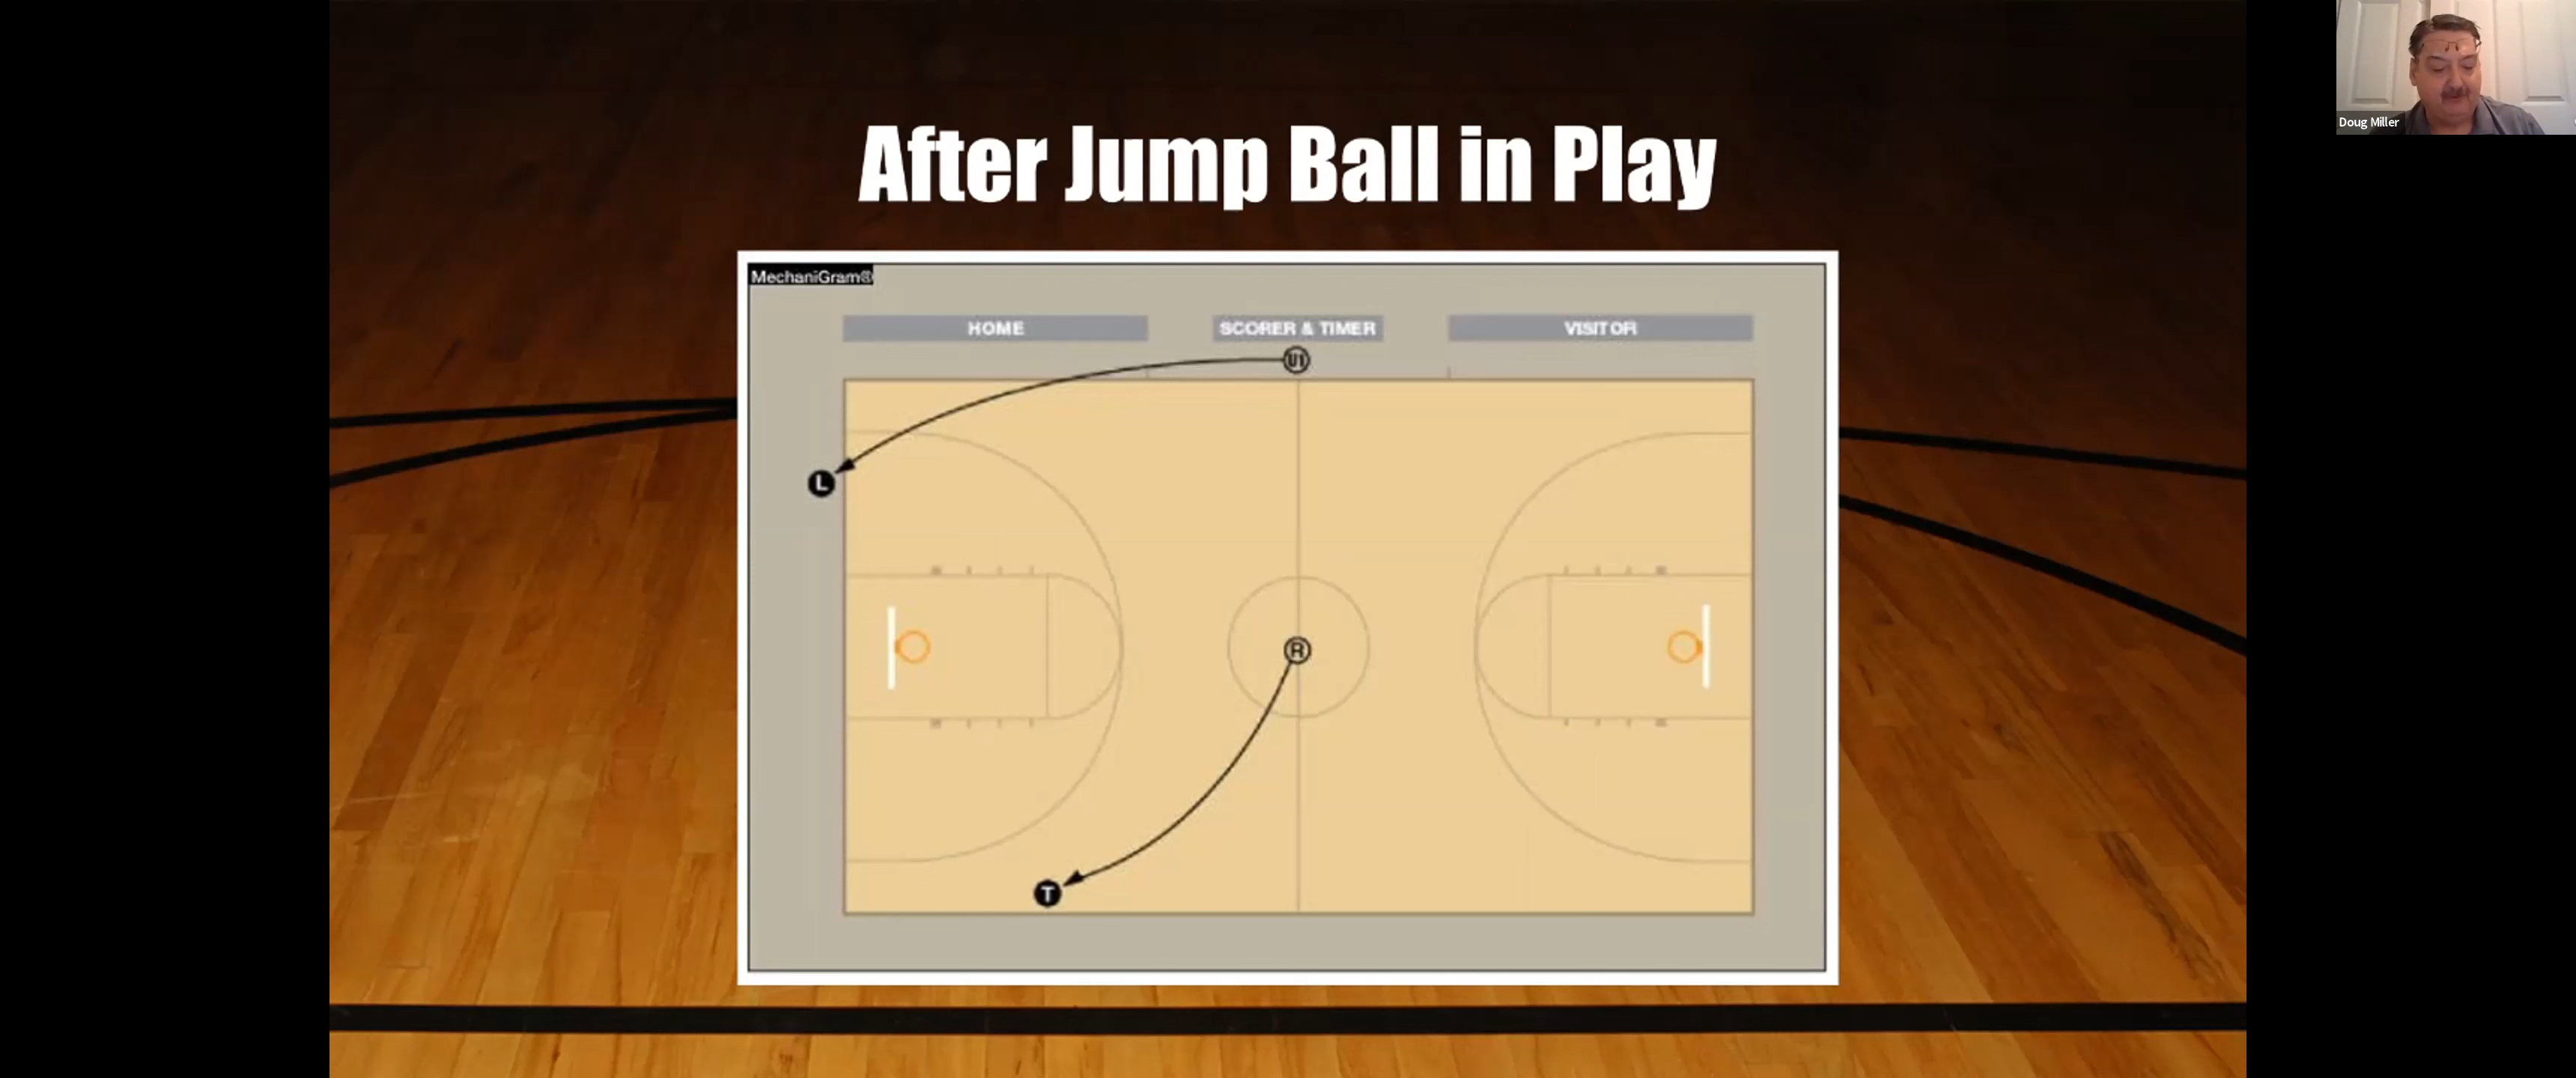 After Jump Ball in Play
Doug Miller
MechaniGram®
HOME
SCORER & TIMER
VISITOR
U1
L
R
T